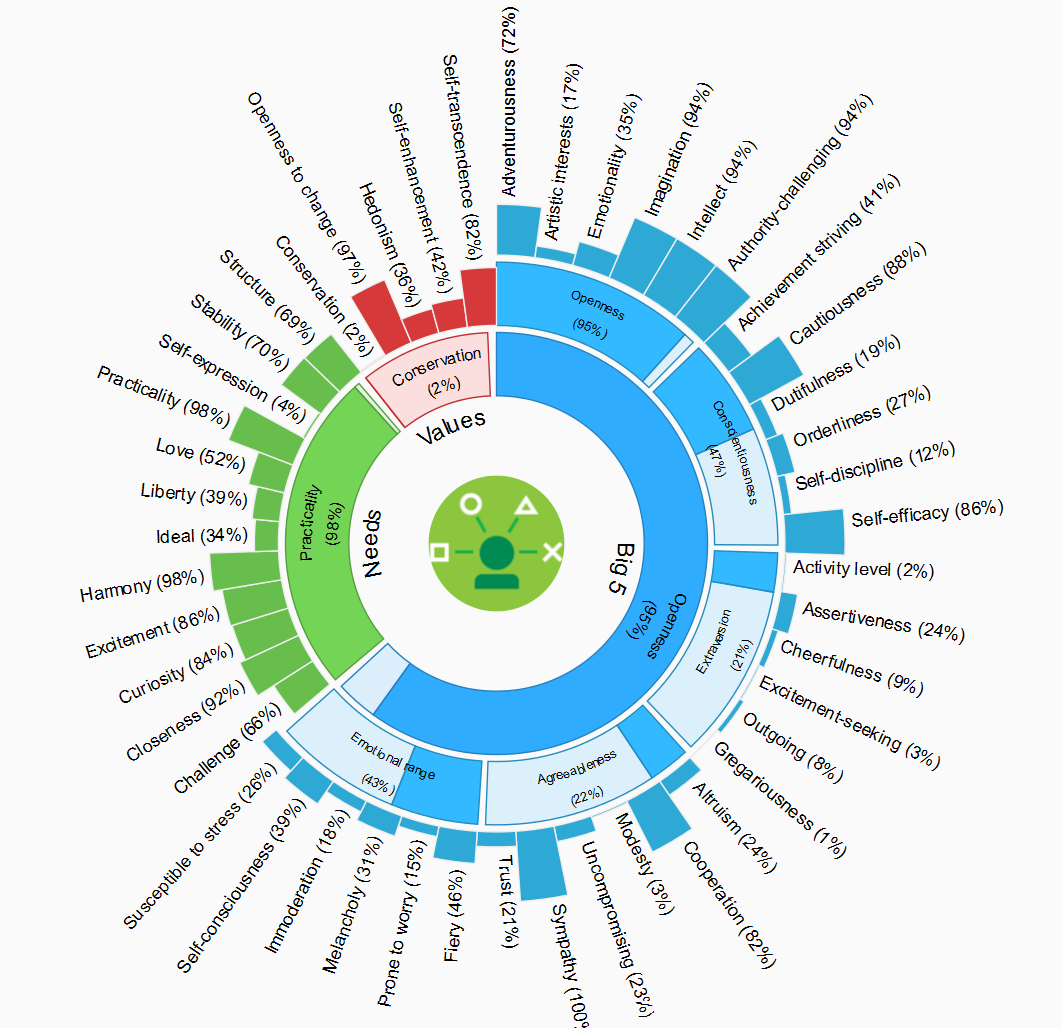 Adventurousness (72%)
Artistic interests (17%)
Emotionality (35%)
Imagination (94%)
Intellect (94%)
Authority-challenging (94%)
Achievement striving (41%)
Cautiousness (88%)
Dutifulness (19%)
Orderliness (27%)
Self-discipline (12%)
Self-efficacy (86%)
Activity level (2%)
Assertiveness (24%)
Cheerfulness (9%)
Excitement-seeking (3%)
Outgoing (8%)
Gregariousness (1%)
Altruism (24%)
Cooperation (82%)
Modesty (3%)
Uncompromising (23%)
Sympathy (100%
Trust (21%)
Fiery (46%)
Prone to worry (15%)
Melancholy (31%)
Immoderation (18%)
Self-consciousness (39%)
Susceptible to stress (26%)
Challenge (66%)
Closeness (92%)
Curiosity (84%)
Excitement (86%)
Harmony (98%)
Ideal (34%)
Liberty (39%)
Love (52%)
Practicality (98%)
Self-expression (4%)
Stability (70%)
Structure (69%)
Conservation (2%)
Openness to change (97%)
Hedonism (36%)
Self-enhancement (42%)
Self-transcendence (82%)
Openness
(95%)
Conscientiousness
(47%)
Extraversion
(21%)
Agreeableness
(22%)
Emotional range
(43%)
Practicality
(98%)
Conservation
(2%)
Openness
(95%)
Values
Needs
Big 5